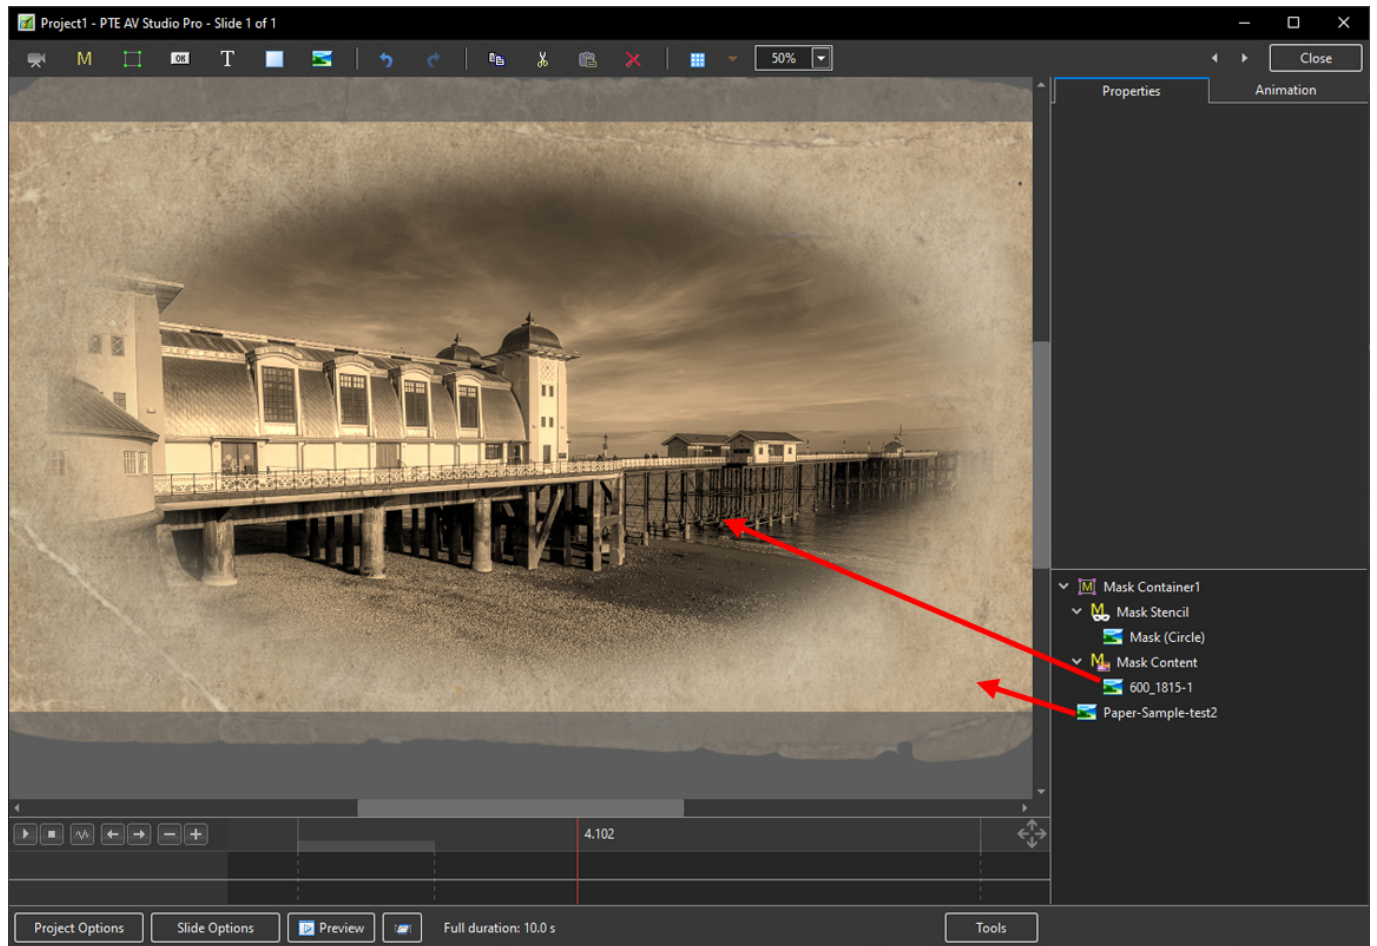 Project1 - PTE AV Studio Pro - Slide 1 of 1
M OK T 50% Close
Properties Animation
Mask Container1
Mask Stencil
Mask (Circle)
Mask Content
600_1815-1
Paper-Sample-test2
4.102
Project Options Slide Options Preview Full duration: 10.0 s Tools